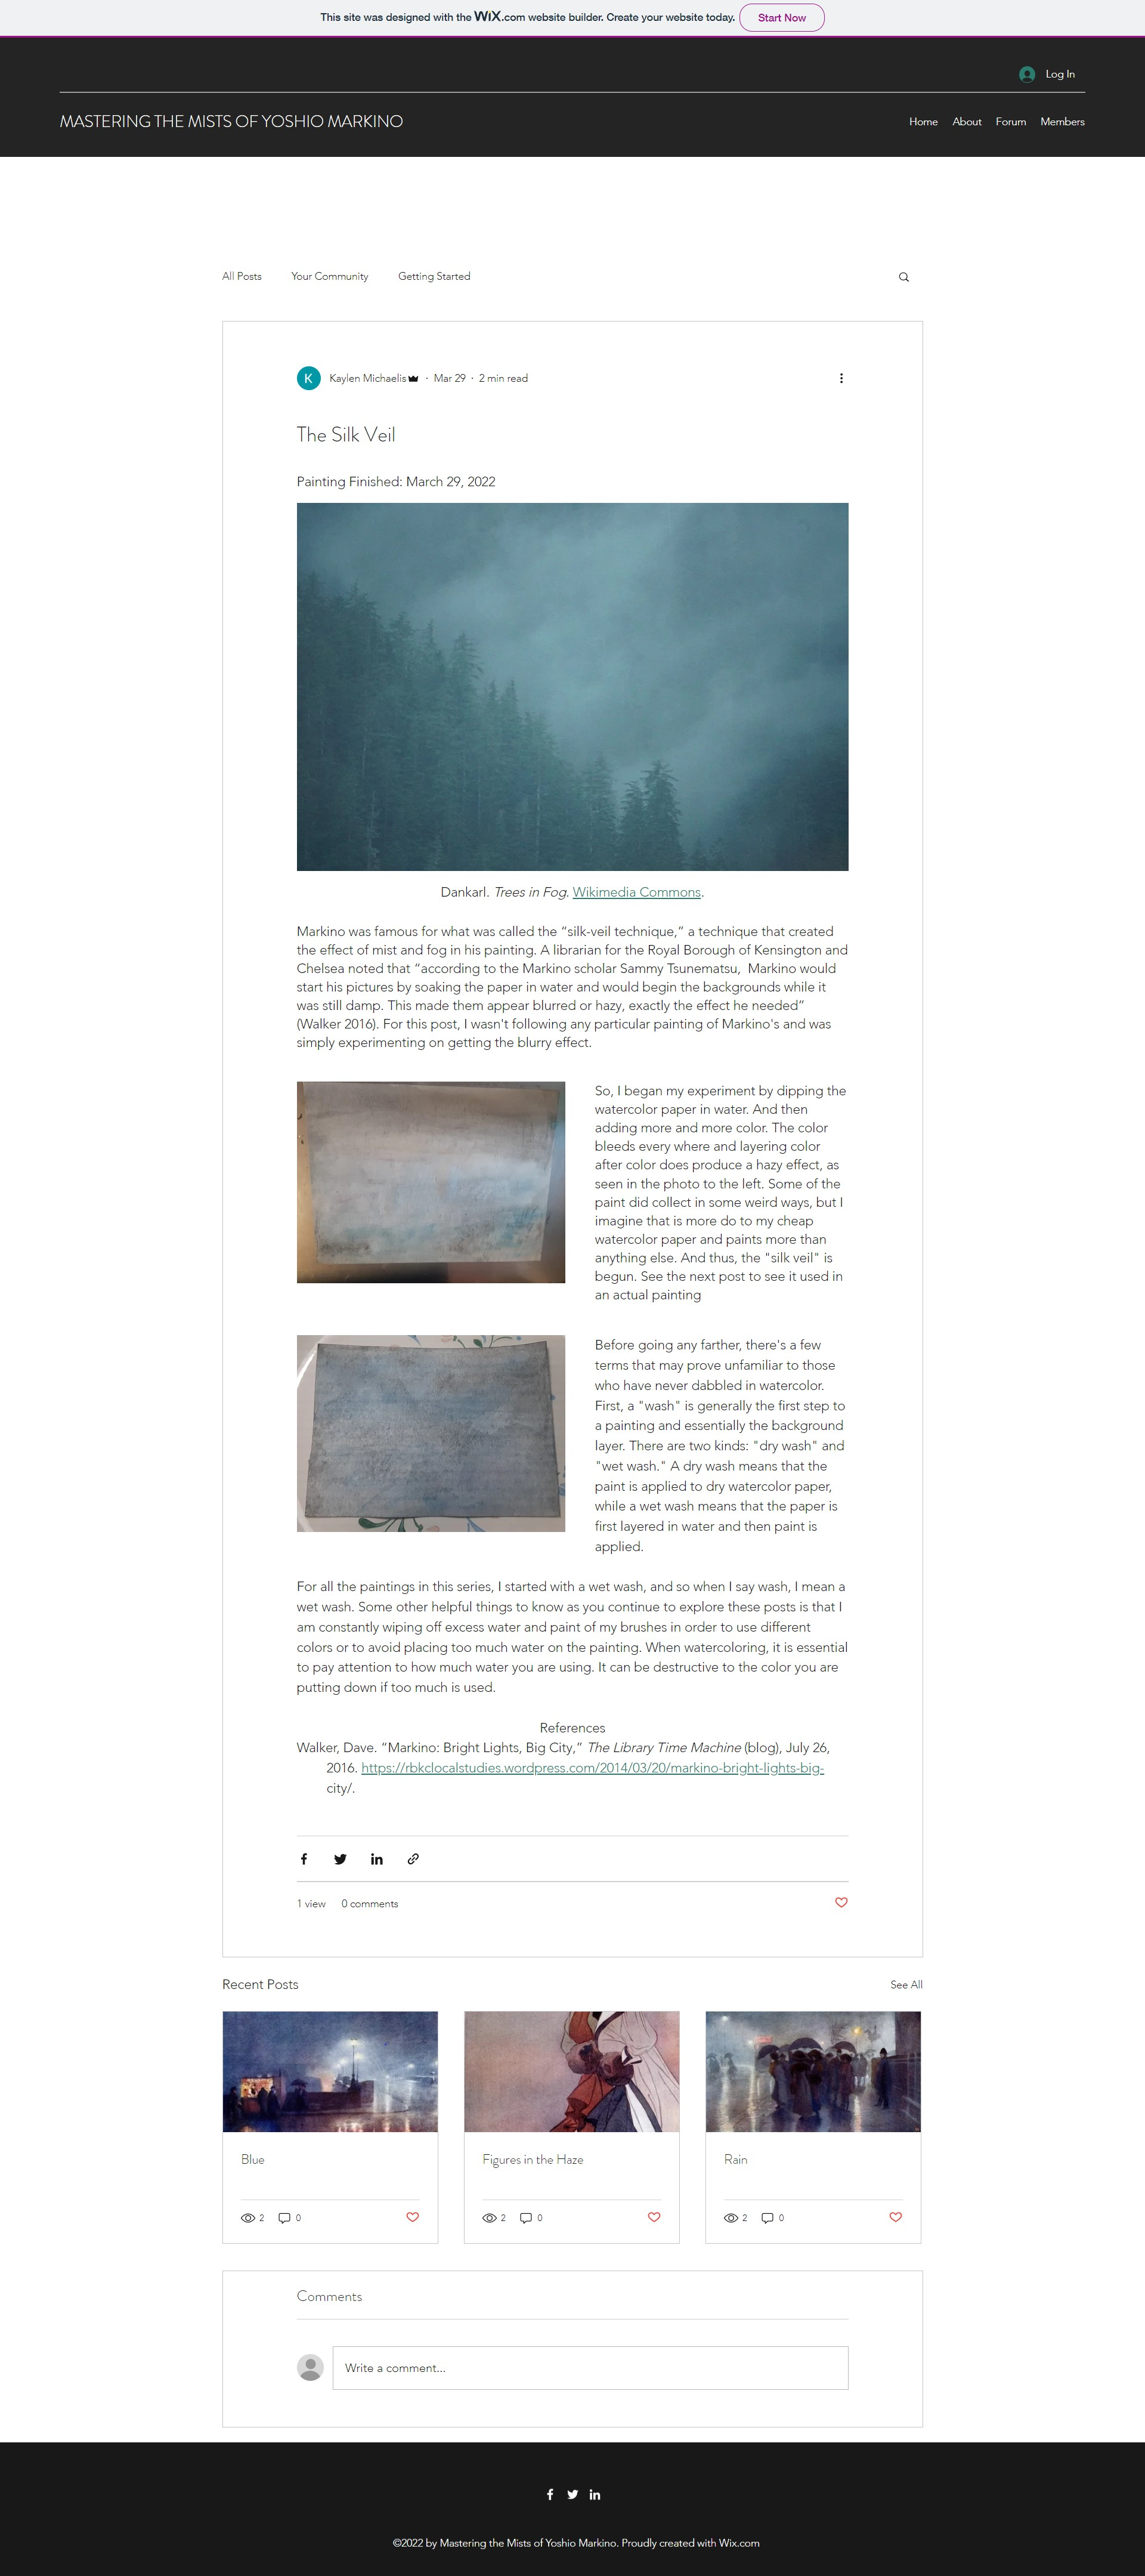 This site was designed with the WiX.com website builder. Create your website today. Start Now
Log In
MASTERING THE MISTS OF YOSHIO MARKINO
Home About Forum Members
All Posts Your Community Getting Started
K Kaylen Michaelis · Mar 29 · 2 min read
The Silk Veil
Painting Finished: March 29, 2022
Dankarl. Trees in Fog. Wikimedia Commons.
Markino was famous for what was called the “silk-veil technique,” a technique that created
the effect of mist and fog in his painting. A librarian for the Royal Borough of Kensington and
Chelsea noted that “according to the Markino scholar Sammy Tsunematsu, Markino would
start his pictures by soaking the paper in water and would begin the backgrounds while it
was still damp. This made them appear blurred or hazy, exactly the effect he needed”
(Walker 2016). For this post, I wasn't following any particular painting of Markino's and was
simply experimenting on getting the blurry effect.
So, I began my experiment by dipping the
watercolor paper in water. And then
adding more and more color. The color
bleeds every where and layering color
after color does produce a hazy effect, as
seen in the photo to the left. Some of the
paint did collect in some weird ways, but I
imagine that is more do to my cheap
watercolor paper and paints more than
anything else. And thus, the "silk veil" is
begun. See the next post to see it used in
an actual painting
Before going any farther, there's a few
terms that may prove unfamiliar to those
who have never dabbled in watercolor.
First, a "wash" is generally the first step to
a painting and essentially the background
layer. There are two kinds: "dry wash" and
"wet wash." A dry wash means that the
paint is applied to dry watercolor paper,
while a wet wash means that the paper is
first layered in water and then paint is
applied.
For all the paintings in this series, I started with a wet wash, and so when I say wash, I mean a
wet wash. Some other helpful things to know as you continue to explore these posts is that I
am constantly wiping off excess water and paint of my brushes in order to use different
colors or to avoid placing too much water on the painting. When watercoloring, it is essential
to pay attention to how much water you are using. It can be destructive to the color you are
putting down if too much is used.
References
Walker, Dave. “Markino: Bright Lights, Big City,” The Library Time Machine (blog), July 26,
2016. https://rbkclocalstudies.wordpress.com/2014/03/20/markino-bright-lights-big-
city/.
1 view 0 comments
Recent Posts See All
Blue
2 0
Figures in the Haze
2 0
Rain
2 0
Comments
Write a comment...
©2022 by Mastering the Mists of Yoshio Markino. Proudly created with Wix.com